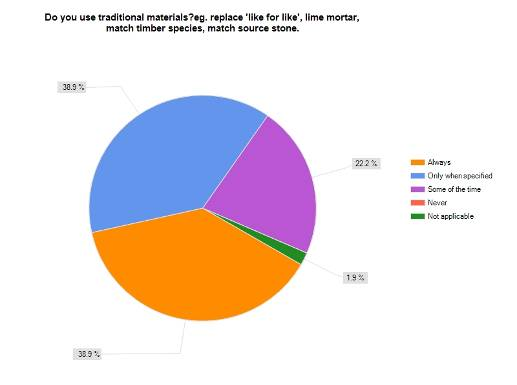 Do you use traditional materials?eg. replace 'like for like', lime mortar,
match timber species, match source stone.
38.9 %
22.2 %
Always
Only when specified
Some of the time
Never
Not applicable
1.9 %
38.9 %